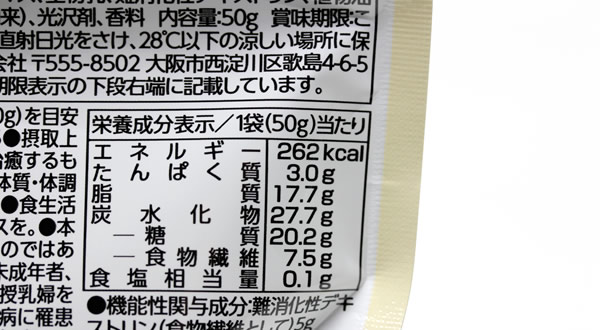 来)、光沢剤、香料 内容量:50g 賞味期限:こ
直射日光をさけ、28℃以下の涼しい場所に保
会社 〒555-8502 大阪市西淀川区歌島4-6-5
期限表示の下段右端に記載しています。
0g)を目安
●摂取上
治癒するも
体質・体調
●食生活
スを。●本
のではあ
未成年者、
授乳婦を
病に罹患
栄養成分表示/1袋(50g)当たり
エネルギー 262kcal
たんぱく質 3.0g
脂質 17.7g
炭水化物 27.7g
―糖質 20.2g
―食物繊維 7.5g
食塩相当量 0.1g
●機能性関与成分:難消化性デキ
ストリン(食物繊維として)5g